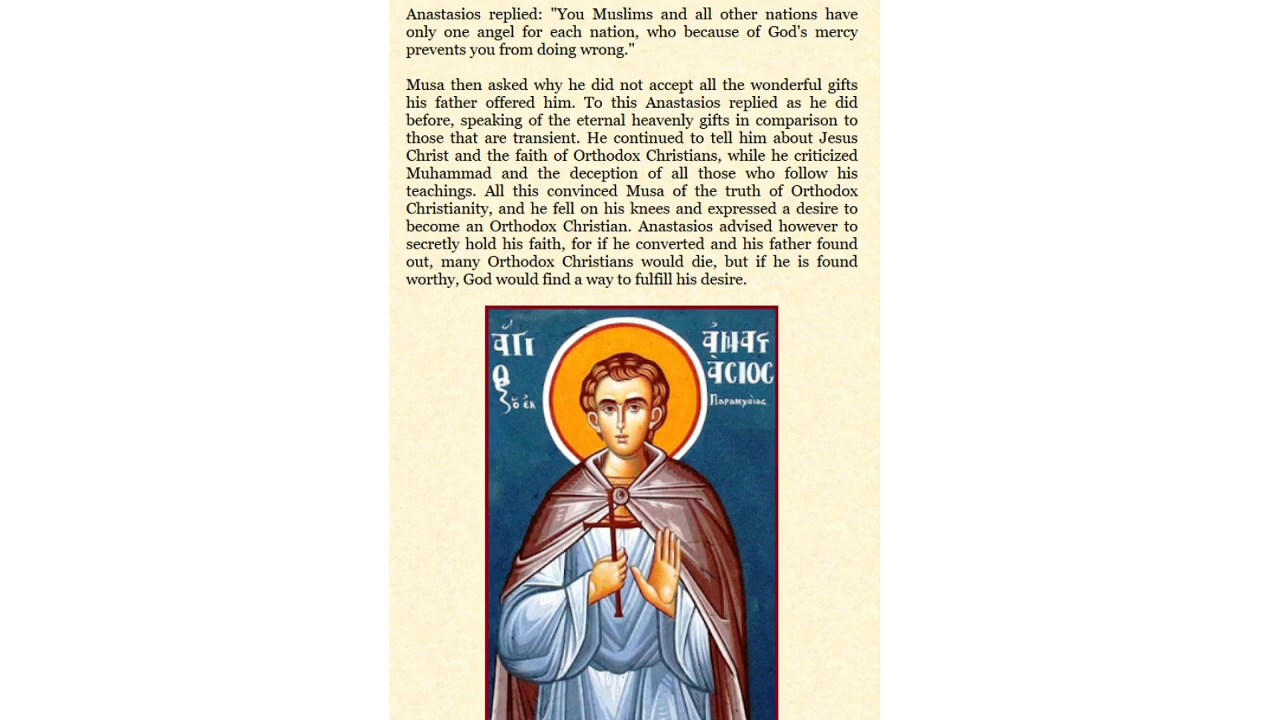 Anastasios replied: "You Muslims and all other nations have
only one angel for each nation, who because of God's mercy
prevents you from doing wrong."
Musa then asked why he did not accept all the wonderful gifts
his father offered him. To this Anastasios replied as he did
before, speaking of the eternal heavenly gifts in comparison to
those that are transient. He continued to tell him about Jesus
Christ and the faith of Orthodox Christians, while he criticized
Muhammad and the deception of all those who follow his
teachings. All this convinced Musa of the truth of Orthodox
Christianity, and he fell on his knees and expressed a desire to
become an Orthodox Christian. Anastasios advised however to
secretly hold his faith, for if he converted and his father found
out, many Orthodox Christians would die, but if he is found
worthy, God would find a way to fulfill his desire.
ἅγι
ο
ὁ ἐκ
ἀναστ
άσιος
Παραμυθίας